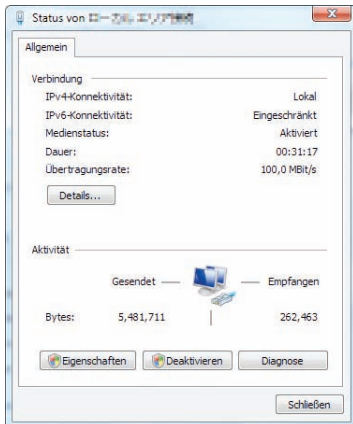 Status von
Allgemein
Verbindung
IPv4-Konnektivität: Lokal
IPv6-Konnektivität: Eingeschränkt
Medienstatus: Aktiviert
Dauer: 00:31:17
Übertragungsrate: 100,0 MBit/s
Details...
Aktivität
Gesendet Empfangen
Bytes: 5,481,711 262,463
Eigenschaften Deaktivieren Diagnose
Schließen